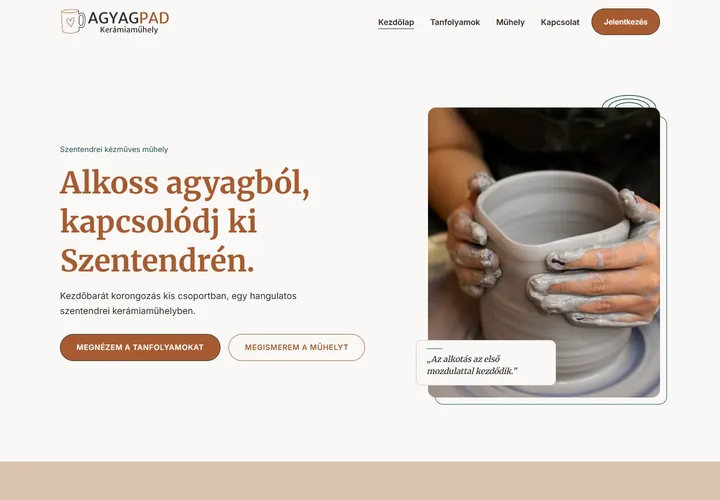 AGYAGPAD
Kerámiaműhely
Kezdőlap Tanfolyamok Műhely Kapcsolat Jelentkezés
Szentendrei kézműves műhely
Alkoss agyagból,
kapcsolódj ki
Szentendrén.
Kezdőbarát korongozás kis csoportban, egy hangulatos
szentendrei kerámiaműhelyben.
MEGNÉZEM A TANFOLYAMOKAT MEGISMEREM A MŰHELYT
„Az alkotás az első
mozdulattal kezdődik.”